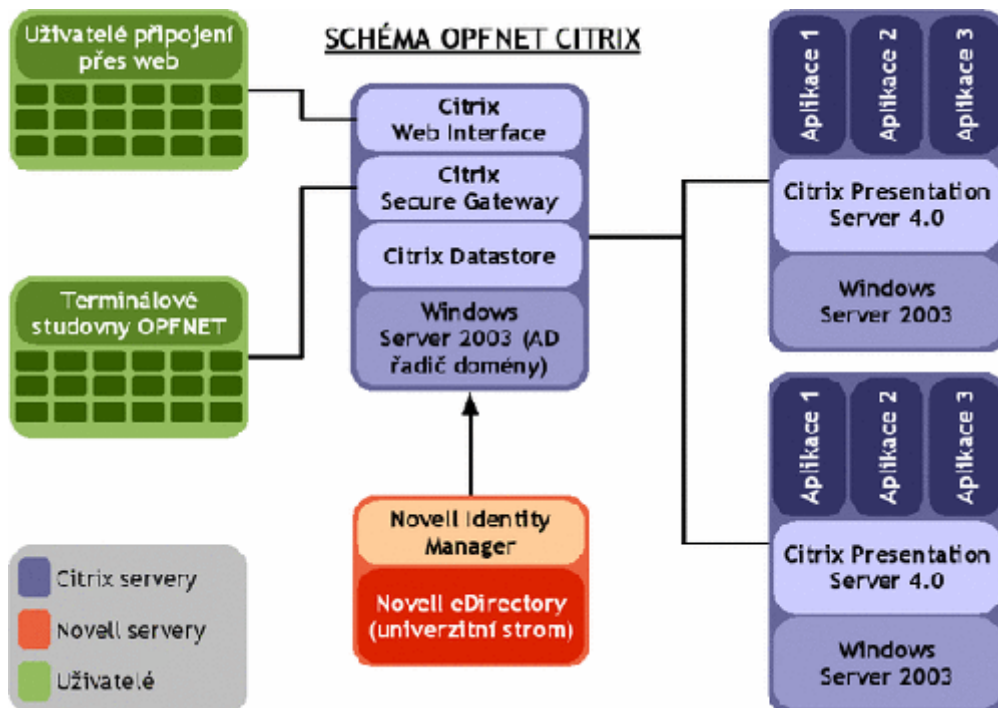 SCHÉMA OPFNET CITRIX
Uživatelé připojení
přes web
Terminálové
studovny OPFNET
Citrix
Web Interface
Citrix
Secure Gateway
Citrix Datastore
Windows
Server 2003 (AD
řadič domény)
Novell Identity
Manager
Novell eDirectory
(univerzitní strom)
Aplikace 1
Aplikace 2
Aplikace 3
Citrix Presentation
Server 4.0
Windows
Server 2003
Aplikace 1
Aplikace 2
Aplikace 3
Citrix Presentation
Server 4.0
Windows
Server 2003
Citrix servery
Novell servery
Uživatelé